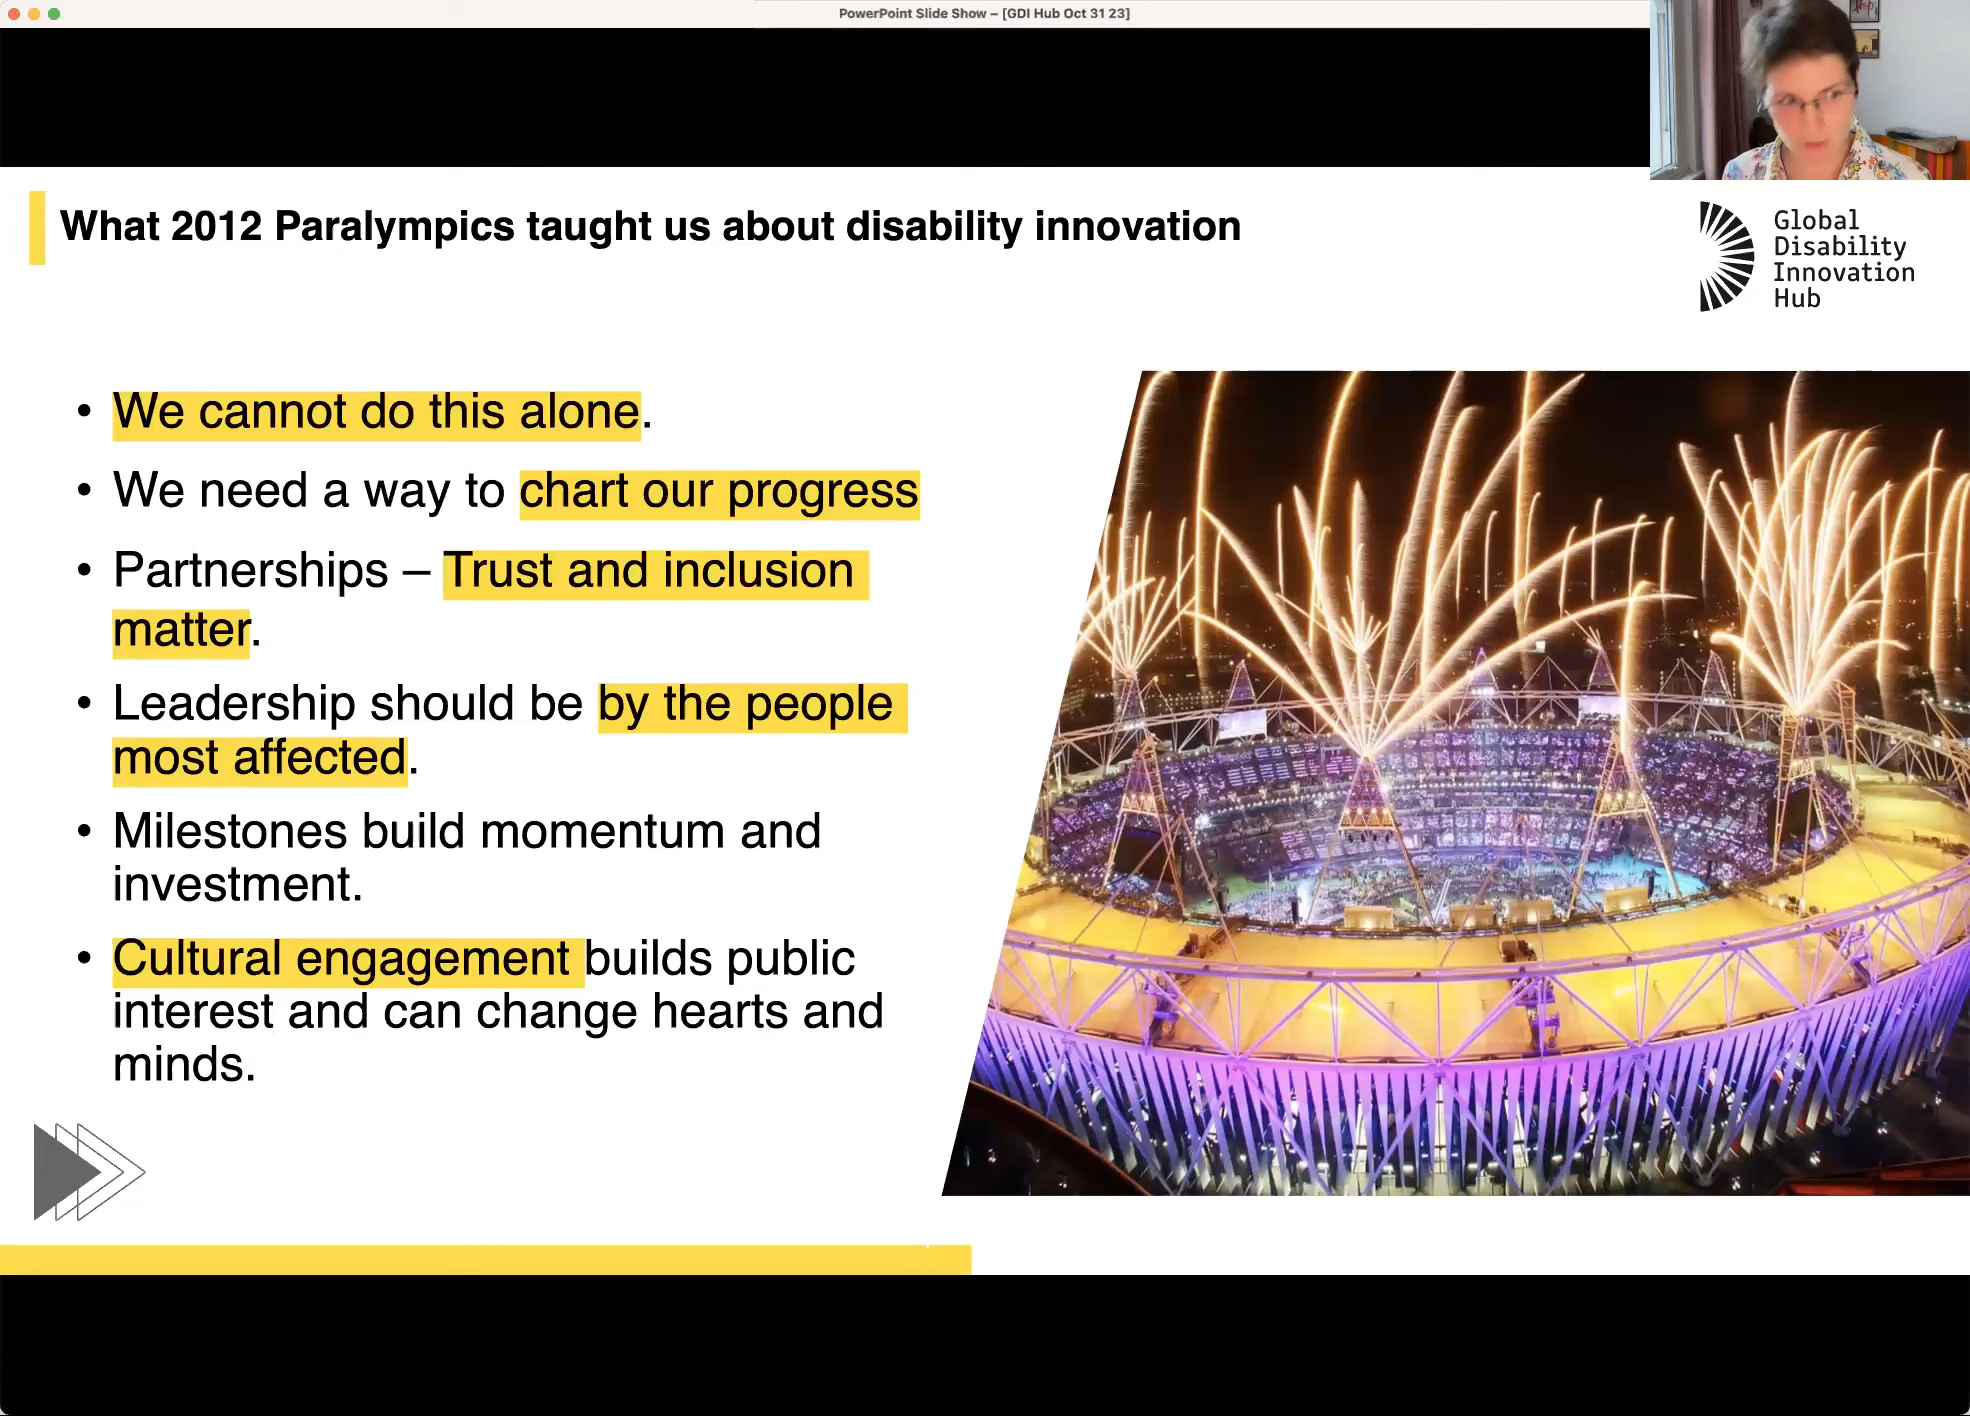 PowerPoint Slide Show – [GDI Hub Oct 31 23]
What 2012 Paralympics taught us about disability innovation
Global
Disability
Innovation
Hub
• We cannot do this alone.
• We need a way to chart our progress
• Partnerships – Trust and inclusion
matter.
• Leadership should be by the people
most affected.
• Milestones build momentum and
investment.
• Cultural engagement builds public
interest and can change hearts and
minds.